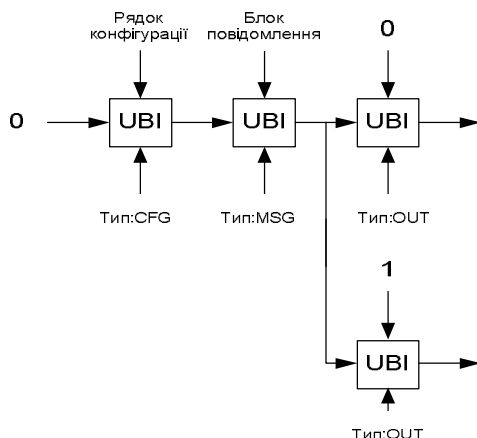 Рядок
конфігурації
Блок
повідомлення
0
0
UBI
UBI
UBI
Тип:CFG
Тип:MSG
Тип:OUT
1
UBI
Тип:OUT